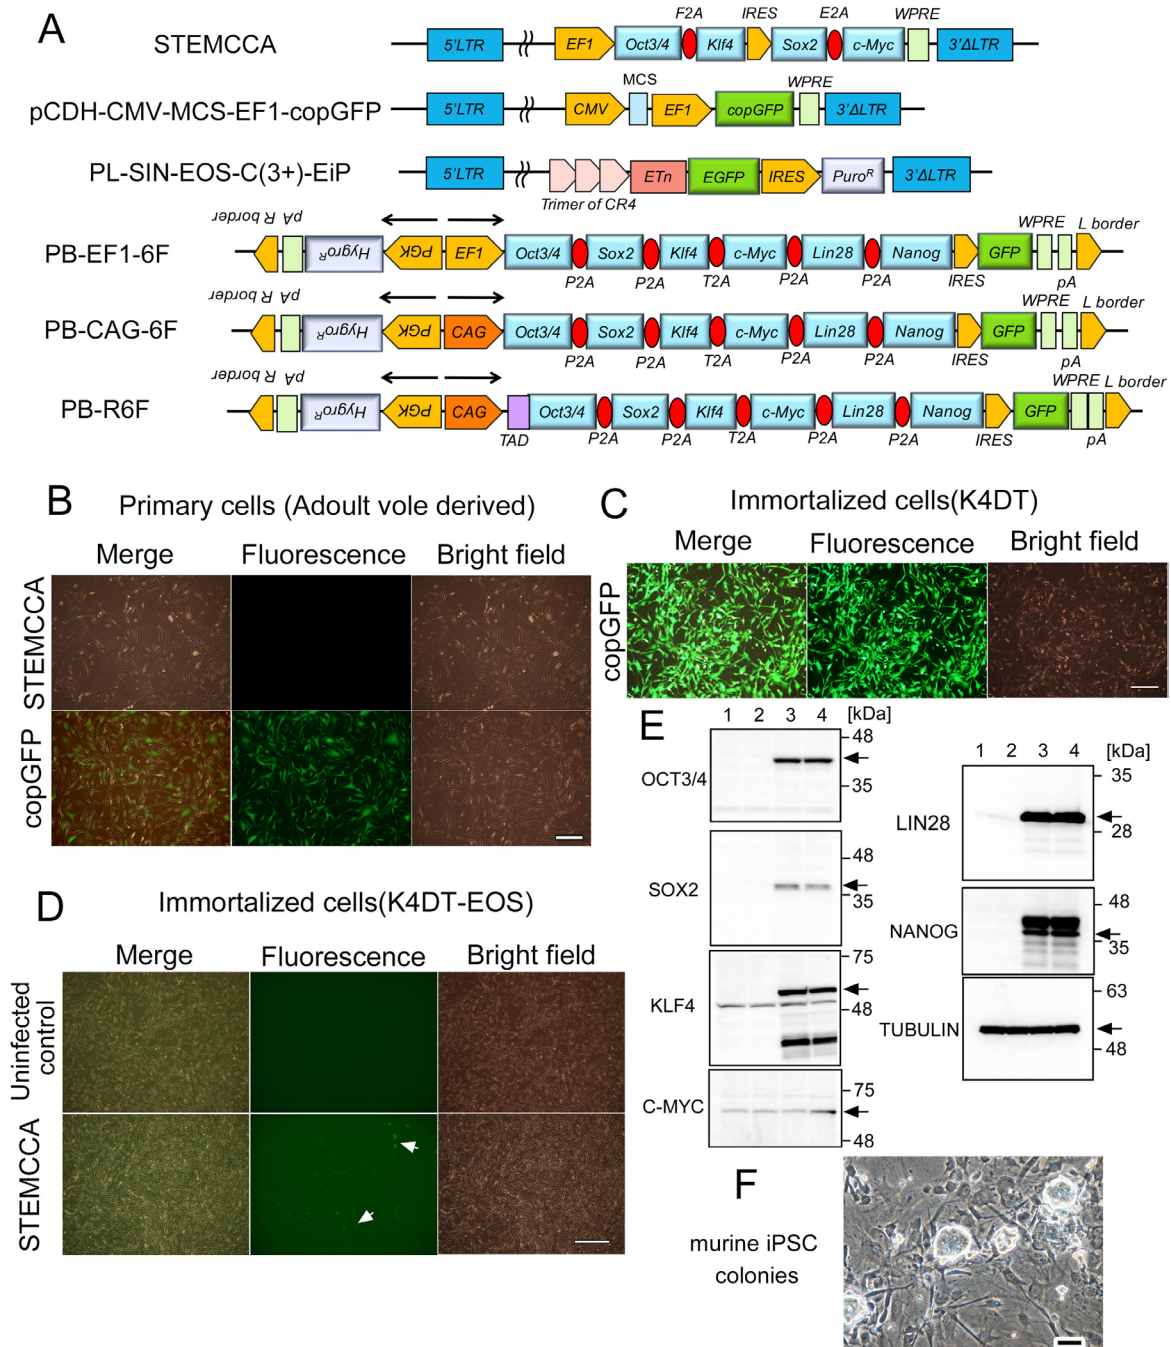 A
STEMCCA
5'LTR
EF1
Oct3/4
F2A
Klf4
IRES
Sox2
E2A
c-Myc
WPRE
3'ΔLTR
pCDH-CMV-MCS-EF1-copGFP
5'LTR
CMV
MCS
EF1
copGFP
WPRE
3'ΔLTR
PL-SIN-EOS-C(3+)-EiP
5'LTR
Trimer of CR4
ETn
EGFP
IRES
Puroᴿ
3'ΔLTR
PB-EF1-6F
R border
pA
Hygroᴿ
PGK
EF1
Oct3/4
P2A
Sox2
P2A
Klf4
T2A
c-Myc
P2A
Lin28
P2A
Nanog
IRES
GFP
WPRE
pA
L border
PB-CAG-6F
R border
pA
Hygroᴿ
PGK
CAG
Oct3/4
P2A
Sox2
P2A
Klf4
T2A
c-Myc
P2A
Lin28
P2A
Nanog
IRES
GFP
WPRE
pA
L border
PB-R6F
R border
pA
Hygroᴿ
PGK
CAG
TAD
Oct3/4
P2A
Sox2
P2A
Klf4
T2A
c-Myc
P2A
Lin28
P2A
Nanog
IRES
GFP
WPRE
pA
L border
B
Primary cells (Adoult vole derived)
Merge Fluorescence Bright field
STEMCCA
copGFP
C
Immortalized cells(K4DT)
Merge Fluorescence Bright field
copGFP
D
Immortalized cells(K4DT-EOS)
Merge Fluorescence Bright field
Uninfected
control
STEMCCA
E
1 2 3 4 [kDa]
OCT3/4
48
35
SOX2
48
35
KLF4
75
48
C-MYC
75
48
1 2 3 4 [kDa]
LIN28
35
28
NANOG
48
35
TUBULIN
63
48
F
murine iPSC
colonies